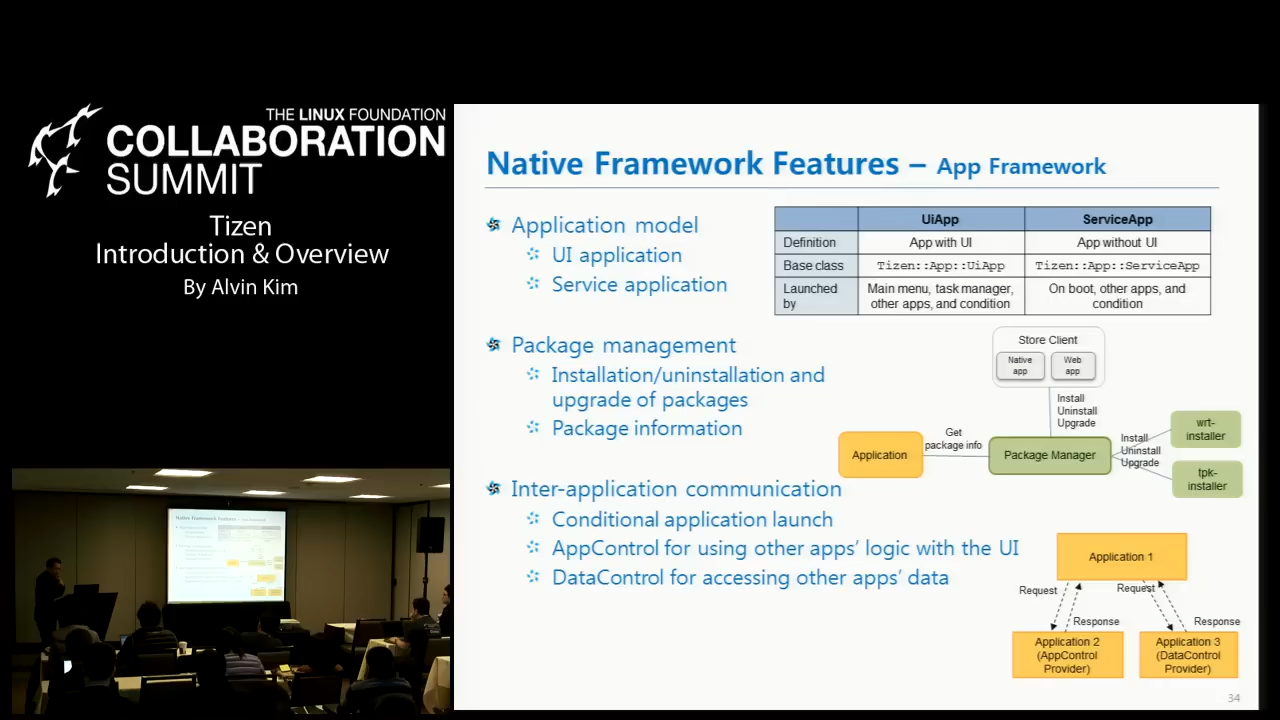 THE LINUX FOUNDATION
COLLABORATION
SUMMIT
Tizen
Introduction & Overview
By Alvin Kim
Native Framework Features – App Framework
Application model
UI application
Service application
UiApp
ServiceApp
Definition
App with UI
App without UI
Base class
Tizen::App::UiApp
Tizen::App::ServiceApp
Launched
by
Main menu, task manager,
other apps, and condition
On boot, other apps, and
condition
Package management
Installation/uninstallation and
upgrade of packages
Package information
Store Client
Native
app
Web
app
Install
Uninstall
Upgrade
Application
Get
package info
Package Manager
Install
Uninstall
Upgrade
wrt-
installer
tpk-
installer
Inter-application communication
Conditional application launch
AppControl for using other apps’ logic with the UI
DataControl for accessing other apps’ data
Application 1
Request
Request
Response
Response
Application 2
(AppControl
Provider)
Application 3
(DataControl
Provider)
34
Native Framework Features –